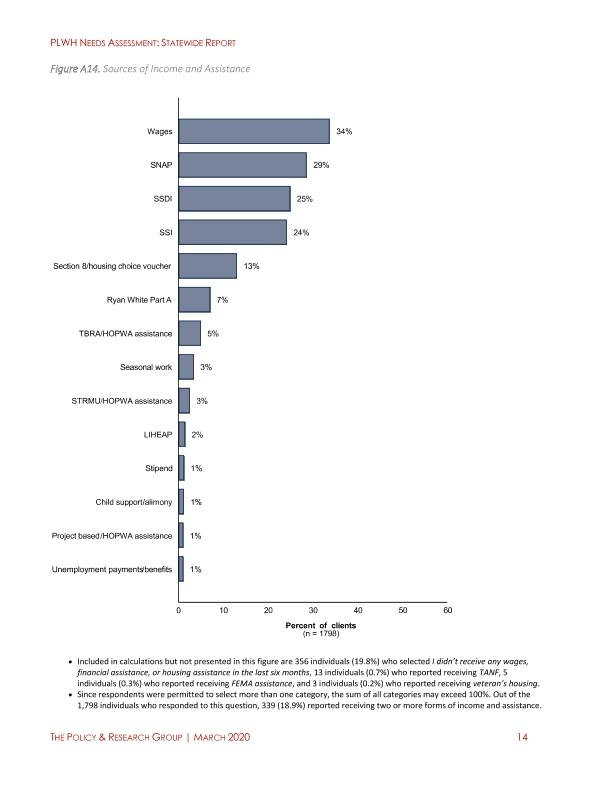 PLWH NEEDS ASSESSMENT: STATEWIDE REPORT
Figure A14. Sources of Income and Assistance
Wages 34%
SNAP 29%
SSDI 25%
SSI 24%
Section 8/housing choice voucher 13%
Ryan White Part A 7%
TBRA/HOPWA assistance 5%
Seasonal work 3%
STRMU/HOPWA assistance 3%
LIHEAP 2%
Stipend 1%
Child support/alimony 1%
Project based/HOPWA assistance 1%
Unemployment payments/benefits 1%
0 10 20 30 40 50 60
Percent of clients
(n = 1798)
• Included in calculations but not presented in this figure are 356 individuals (19.8%) who selected I didn't receive any wages,
financial assistance, or housing assistance in the last six months, 13 individuals (0.7%) who reported receiving TANF, 5
individuals (0.3%) who reported receiving FEMA assistance, and 3 individuals (0.2%) who reported receiving veteran's housing.
• Since respondents were permitted to select more than one category, the sum of all categories may exceed 100%. Out of the
1,798 individuals who responded to this question, 339 (18.9%) reported receiving two or more forms of income and assistance.
THE POLICY & RESEARCH GROUP | MARCH 2020 14